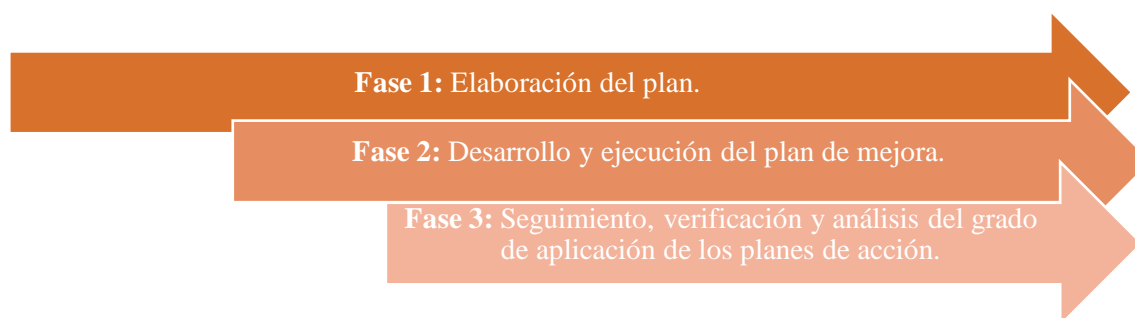 Fase 1: Elaboración del plan.
Fase 2: Desarrollo y ejecución del plan de mejora.
Fase 3: Seguimiento, verificación y análisis del grado
de aplicación de los planes de acción.